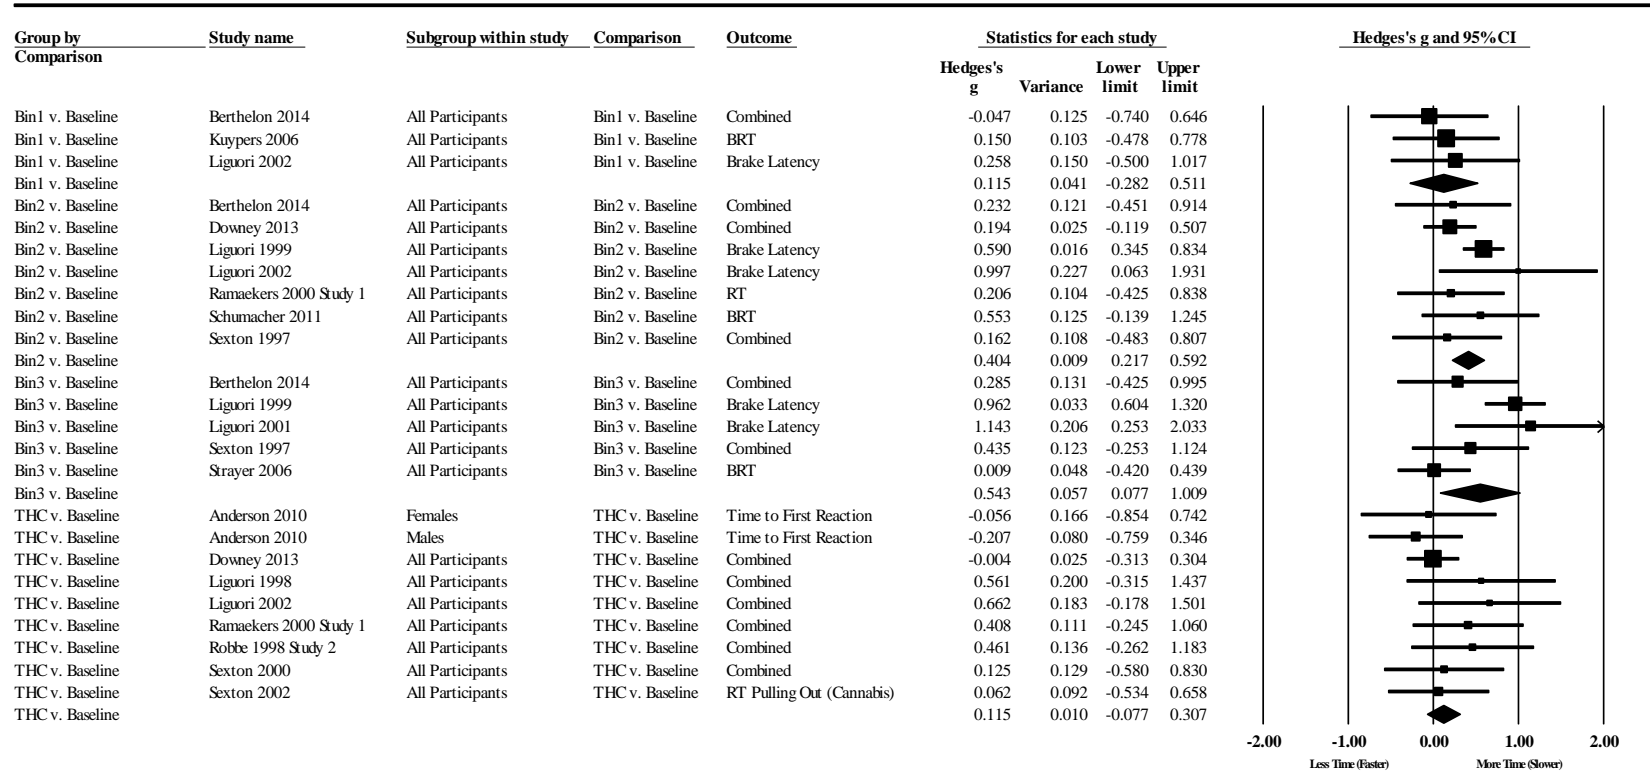 Group by Comparison Study name Subgroup within study Comparison Outcome Statistics for each study Hedges's g and 95% CI
Hedges's g Variance Lower limit Upper limit
Bin1 v. Baseline Berthelon 2014 All Participants Bin1 v. Baseline Combined -0.047 0.125 -0.740 0.646
Bin1 v. Baseline Kuypers 2006 All Participants Bin1 v. Baseline BRT 0.150 0.103 -0.478 0.778
Bin1 v. Baseline Liguori 2002 All Participants Bin1 v. Baseline Brake Latency 0.258 0.150 -0.500 1.017
Bin1 v. Baseline 0.115 0.041 -0.282 0.511
Bin2 v. Baseline Berthelon 2014 All Participants Bin2 v. Baseline Combined 0.232 0.121 -0.451 0.914
Bin2 v. Baseline Downey 2013 All Participants Bin2 v. Baseline Combined 0.194 0.025 -0.119 0.507
Bin2 v. Baseline Liguori 1999 All Participants Bin2 v. Baseline Brake Latency 0.590 0.016 0.345 0.834
Bin2 v. Baseline Liguori 2002 All Participants Bin2 v. Baseline Brake Latency 0.997 0.227 0.063 1.931
Bin2 v. Baseline Ramaekers 2000 Study 1 All Participants Bin2 v. Baseline RT 0.206 0.104 -0.425 0.838
Bin2 v. Baseline Schumacher 2011 All Participants Bin2 v. Baseline BRT 0.553 0.125 -0.139 1.245
Bin2 v. Baseline Sexton 1997 All Participants Bin2 v. Baseline Combined 0.162 0.108 -0.483 0.807
Bin2 v. Baseline 0.404 0.009 0.217 0.592
Bin3 v. Baseline Berthelon 2014 All Participants Bin3 v. Baseline Combined 0.285 0.131 -0.425 0.995
Bin3 v. Baseline Liguori 1999 All Participants Bin3 v. Baseline Brake Latency 0.962 0.033 0.604 1.320
Bin3 v. Baseline Liguori 2001 All Participants Bin3 v. Baseline Brake Latency 1.143 0.206 0.253 2.033
Bin3 v. Baseline Sexton 1997 All Participants Bin3 v. Baseline Combined 0.435 0.123 -0.253 1.124
Bin3 v. Baseline Strayer 2006 All Participants Bin3 v. Baseline BRT 0.009 0.048 -0.420 0.439
Bin3 v. Baseline 0.543 0.057 0.077 1.009
THC v. Baseline Anderson 2010 Females THC v. Baseline Time to First Reaction -0.056 0.166 -0.854 0.742
THC v. Baseline Anderson 2010 Males THC v. Baseline Time to First Reaction -0.207 0.080 -0.759 0.346
THC v. Baseline Downey 2013 All Participants THC v. Baseline Combined -0.004 0.025 -0.313 0.304
THC v. Baseline Liguori 1998 All Participants THC v. Baseline Combined 0.561 0.200 -0.315 1.437
THC v. Baseline Liguori 2002 All Participants THC v. Baseline Combined 0.662 0.183 -0.178 1.501
THC v. Baseline Ramaekers 2000 Study 1 All Participants THC v. Baseline Combined 0.408 0.111 -0.245 1.060
THC v. Baseline Robbe 1998 Study 2 All Participants THC v. Baseline Combined 0.461 0.136 -0.262 1.183
THC v. Baseline Sexton 2000 All Participants THC v. Baseline Combined 0.125 0.129 -0.580 0.830
THC v. Baseline Sexton 2002 All Participants THC v. Baseline RT Pulling Out (Cannabis) 0.062 0.092 -0.534 0.658
THC v. Baseline 0.115 0.010 -0.077 0.307
-2.00 -1.00 0.00 1.00 2.00
Less Time (Faster) More Time (Slower)